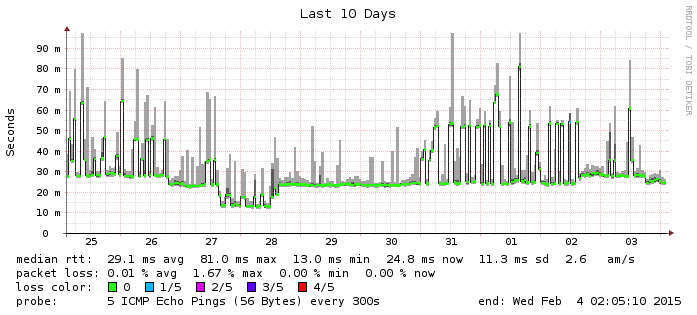 Last 10 Days
RRDTOOL / TOBI OETIKER
Seconds
90 m
80 m
70 m
60 m
50 m
40 m
30 m
20 m
10 m
0
25 26 27 28 29 30 31 01 02 03
median rtt: 29.1 ms avg 81.0 ms max 13.0 ms min 24.8 ms now 11.3 ms sd 2.6 am/s
packet loss: 0.01 % avg 1.67 % max 0.00 % min 0.00 % now
loss color: 0 1/5 2/5 3/5 4/5
probe: 5 ICMP Echo Pings (56 Bytes) every 300s end: Wed Feb 4 02:05:10 2015